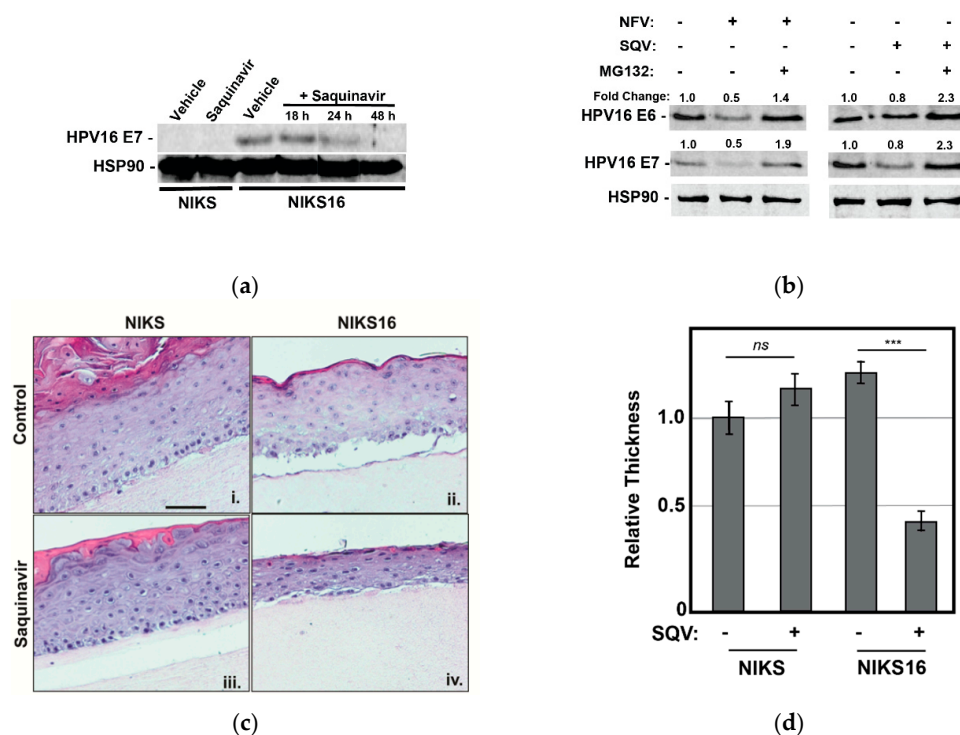 Vehicle
Saquinavir
Vehicle
+ Saquinavir
18 h 24 h 48 h
HPV16 E7 -
HSP90 -
NIKS NIKS16
(a)
NFV: - + + - - -
SQV: - - - - + +
MG132: - - + - - +
Fold Change: 1.0 0.5 1.4 1.0 0.8 2.3
HPV16 E6 -
1.0 0.5 1.9 1.0 0.8 2.3
HPV16 E7 -
HSP90 -
(b)
NIKS NIKS16
Control
i. ii.
Saquinavir
iii. iv.
(c)
Relative Thickness
ns ***
1.0
0.5
0
SQV: - + - +
NIKS NIKS16
(d)